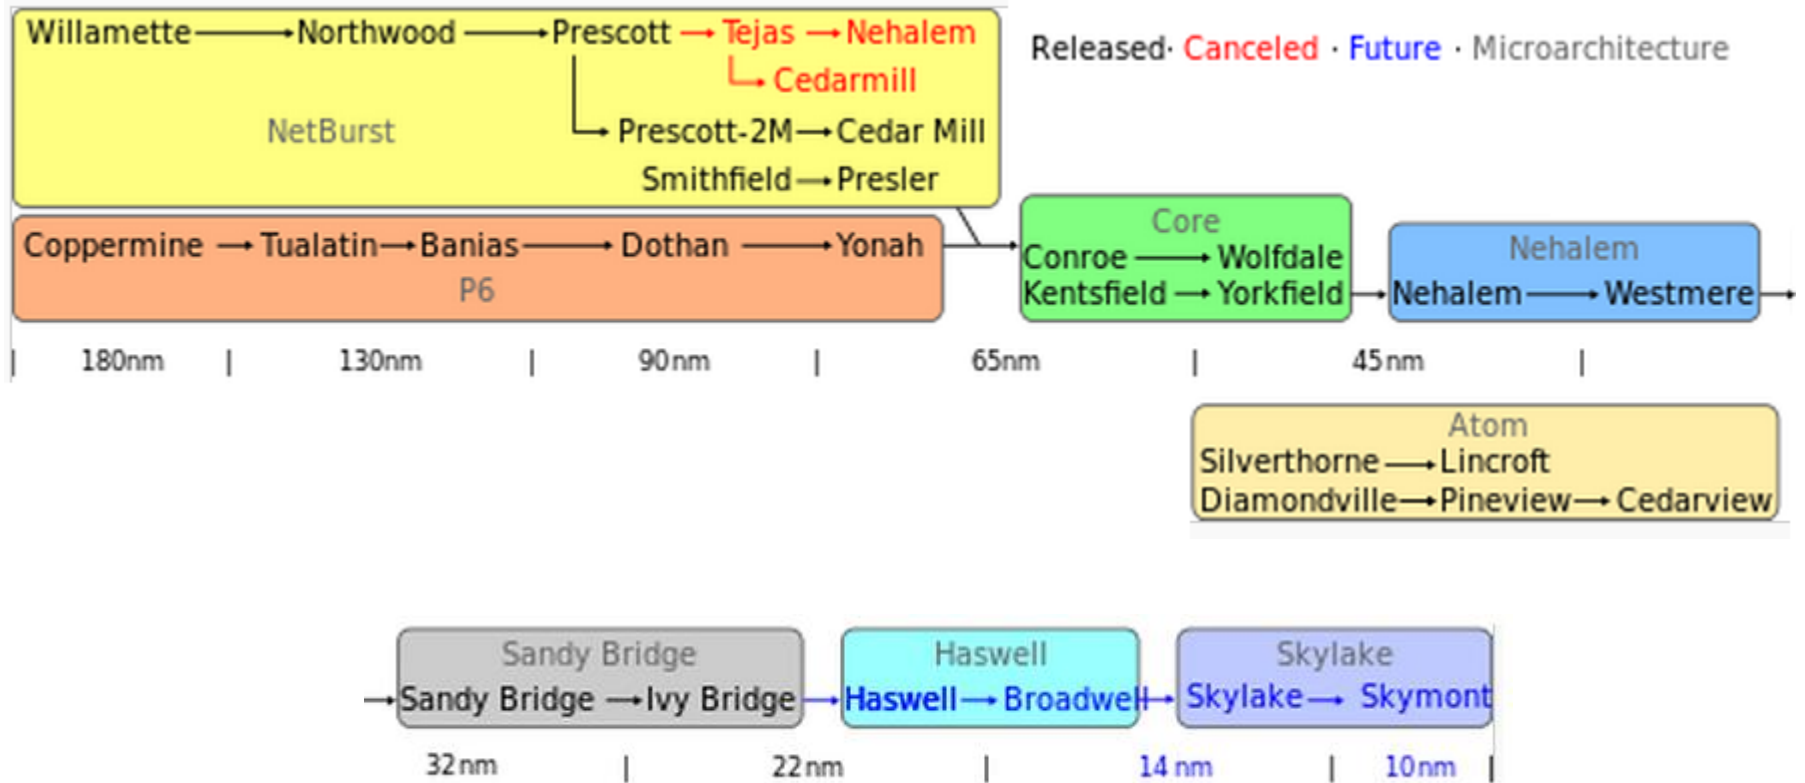 Willamette Northwood Prescott Tejas Nehalem
Released· Canceled · Future · Microarchitecture
Cedarmill
NetBurst Prescott-2M Cedar Mill
Smithfield Presler
Core
Coppermine Tualatin Banias Dothan Yonah
Conroe Wolfdale
Nehalem
P6
Kentsfield Yorkfield
Nehalem Westmere
| 180nm | 130nm | 90nm | 65nm | 45nm |
Atom
Silverthorne Lincroft
Diamondville Pineview Cedarview
Sandy Bridge Haswell Skylake
Sandy Bridge Ivy Bridge Haswell Broadwell Skylake Skymont
32nm | 22nm | 14nm | 10nm |